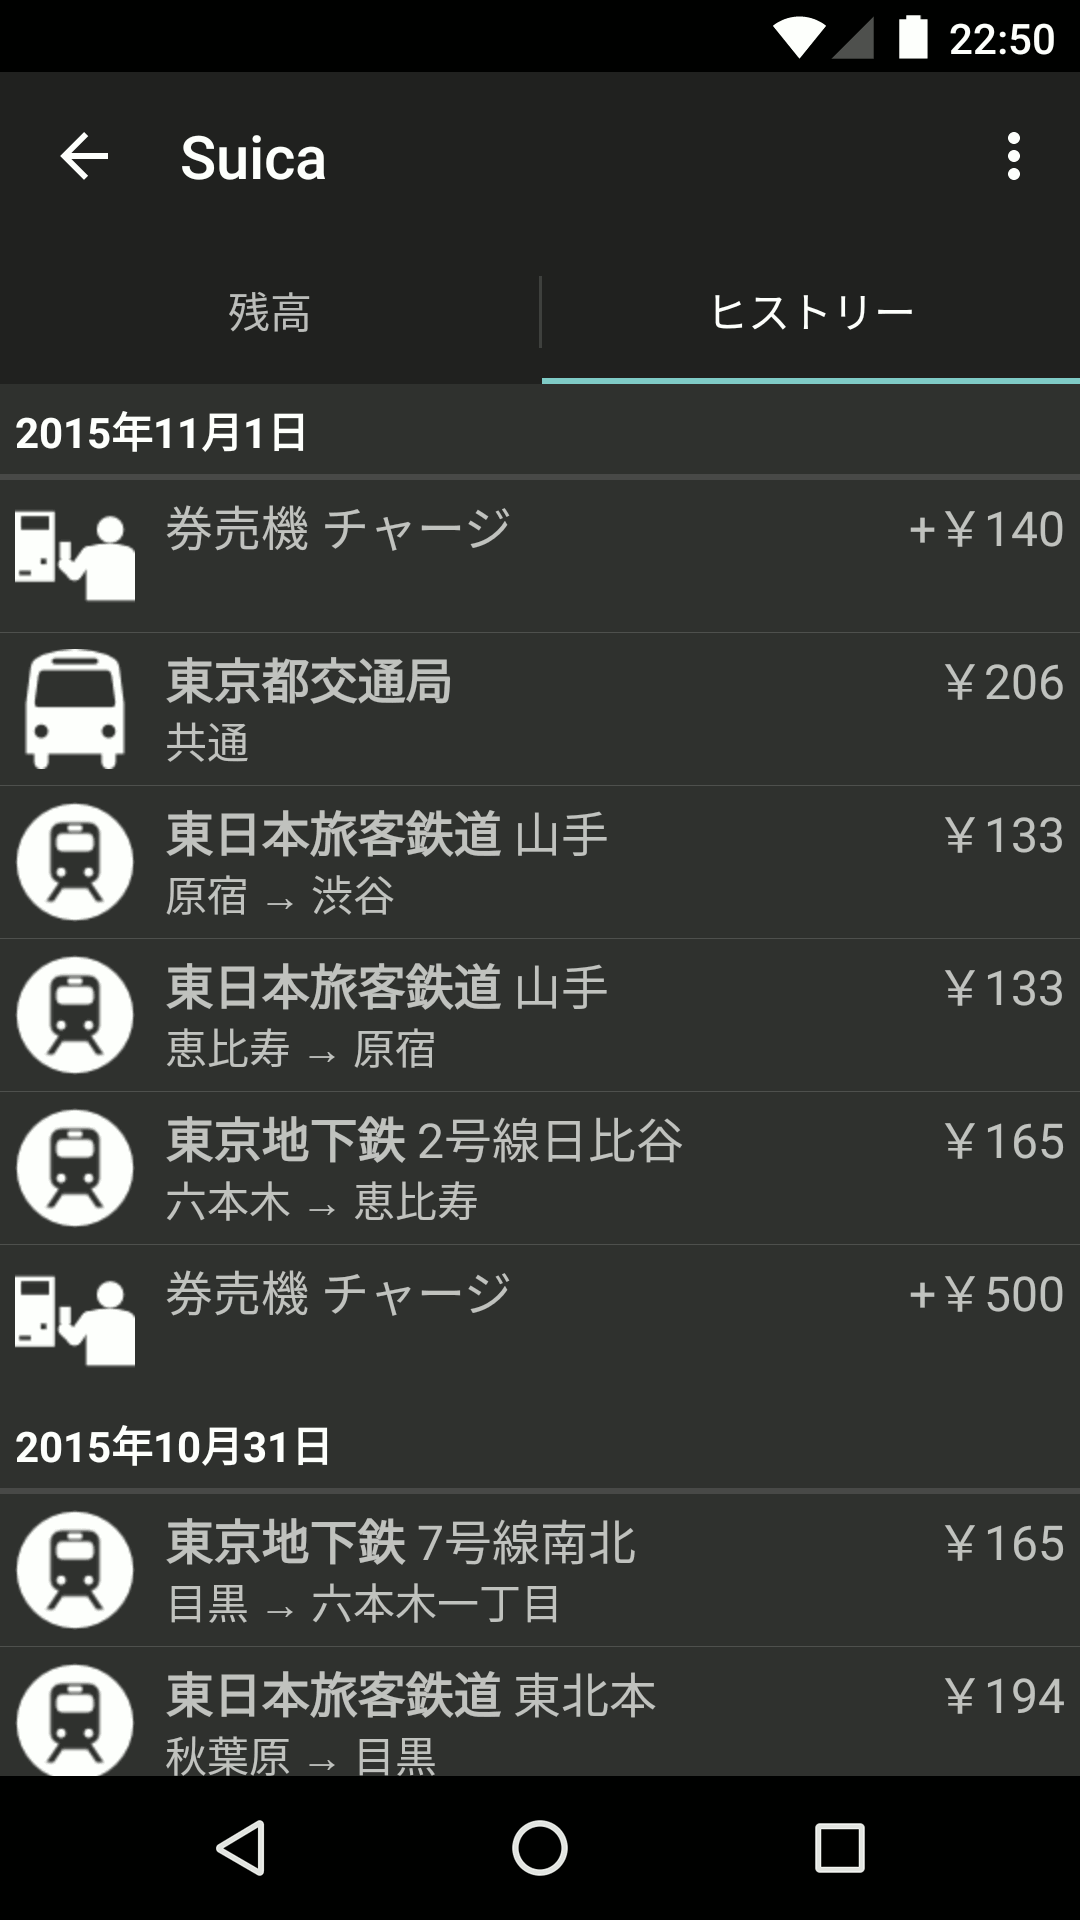 22:50
Suica
残高
ヒストリー
2015年11月1日
券売機 チャージ +￥140
東京都交通局 ￥206
共通
東日本旅客鉄道 山手 ￥133
原宿 → 渋谷
東日本旅客鉄道 山手 ￥133
恵比寿 → 原宿
東京地下鉄 2号線日比谷 ￥165
六本木 → 恵比寿
券売機 チャージ +￥500
2015年10月31日
東京地下鉄 7号線南北 ￥165
目黒 → 六本木一丁目
東日本旅客鉄道 東北本 ￥194
秋葉原 → 目黒